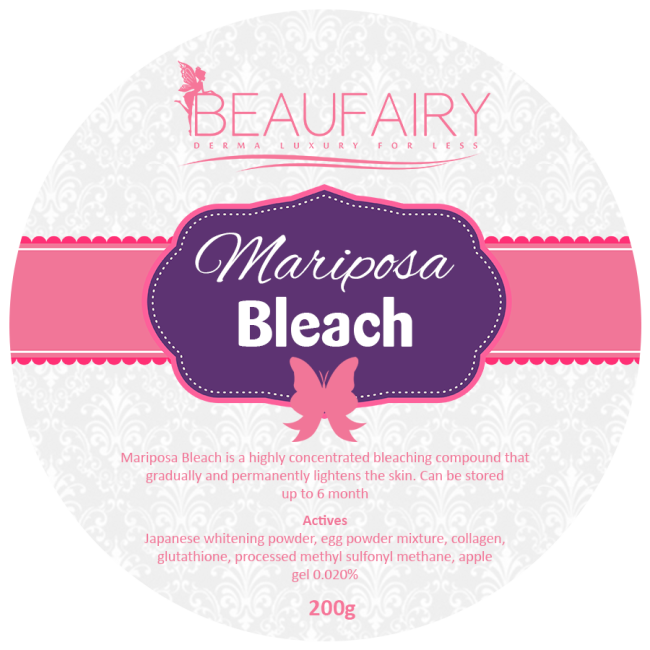 BEAUFAIRY
DERMA LUXURY FOR LESS
Mariposa
Bleach
Mariposa Bleach is a highly concentrated bleaching compound that
gradually and permanently lightens the skin. Can be stored
up to 6 month
Actives
Japanese whitening powder, egg powder mixture, collagen,
glutathione, processed methyl sulfonyl methane, apple
gel 0.020%
200g